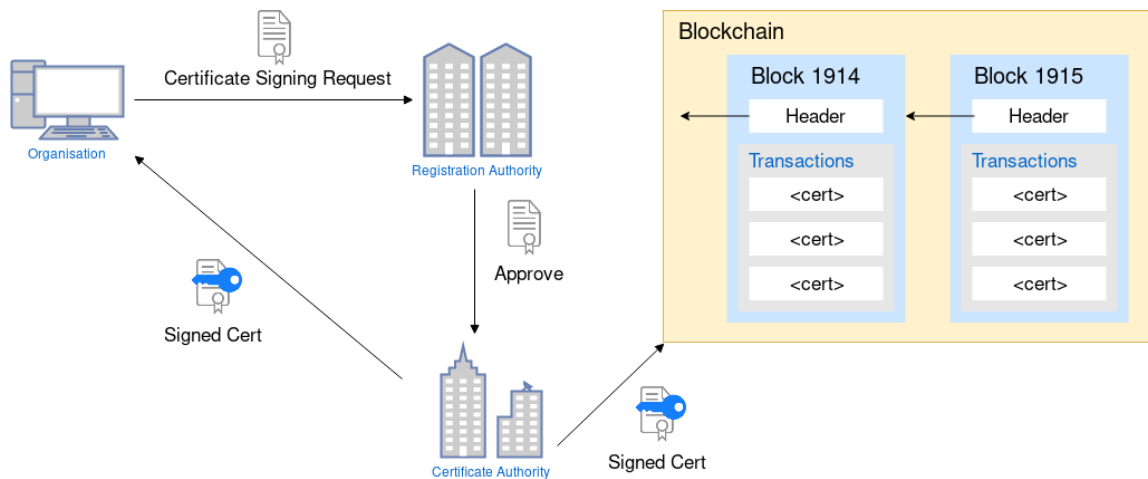 Certificate Signing Request
Organisation
Registration Authority
Approve
Signed Cert
Certificate Authority
Signed Cert
Blockchain
Block 1914
Header
Transactions
<cert>
<cert>
<cert>
Block 1915
Header
Transactions
<cert>
<cert>
<cert>